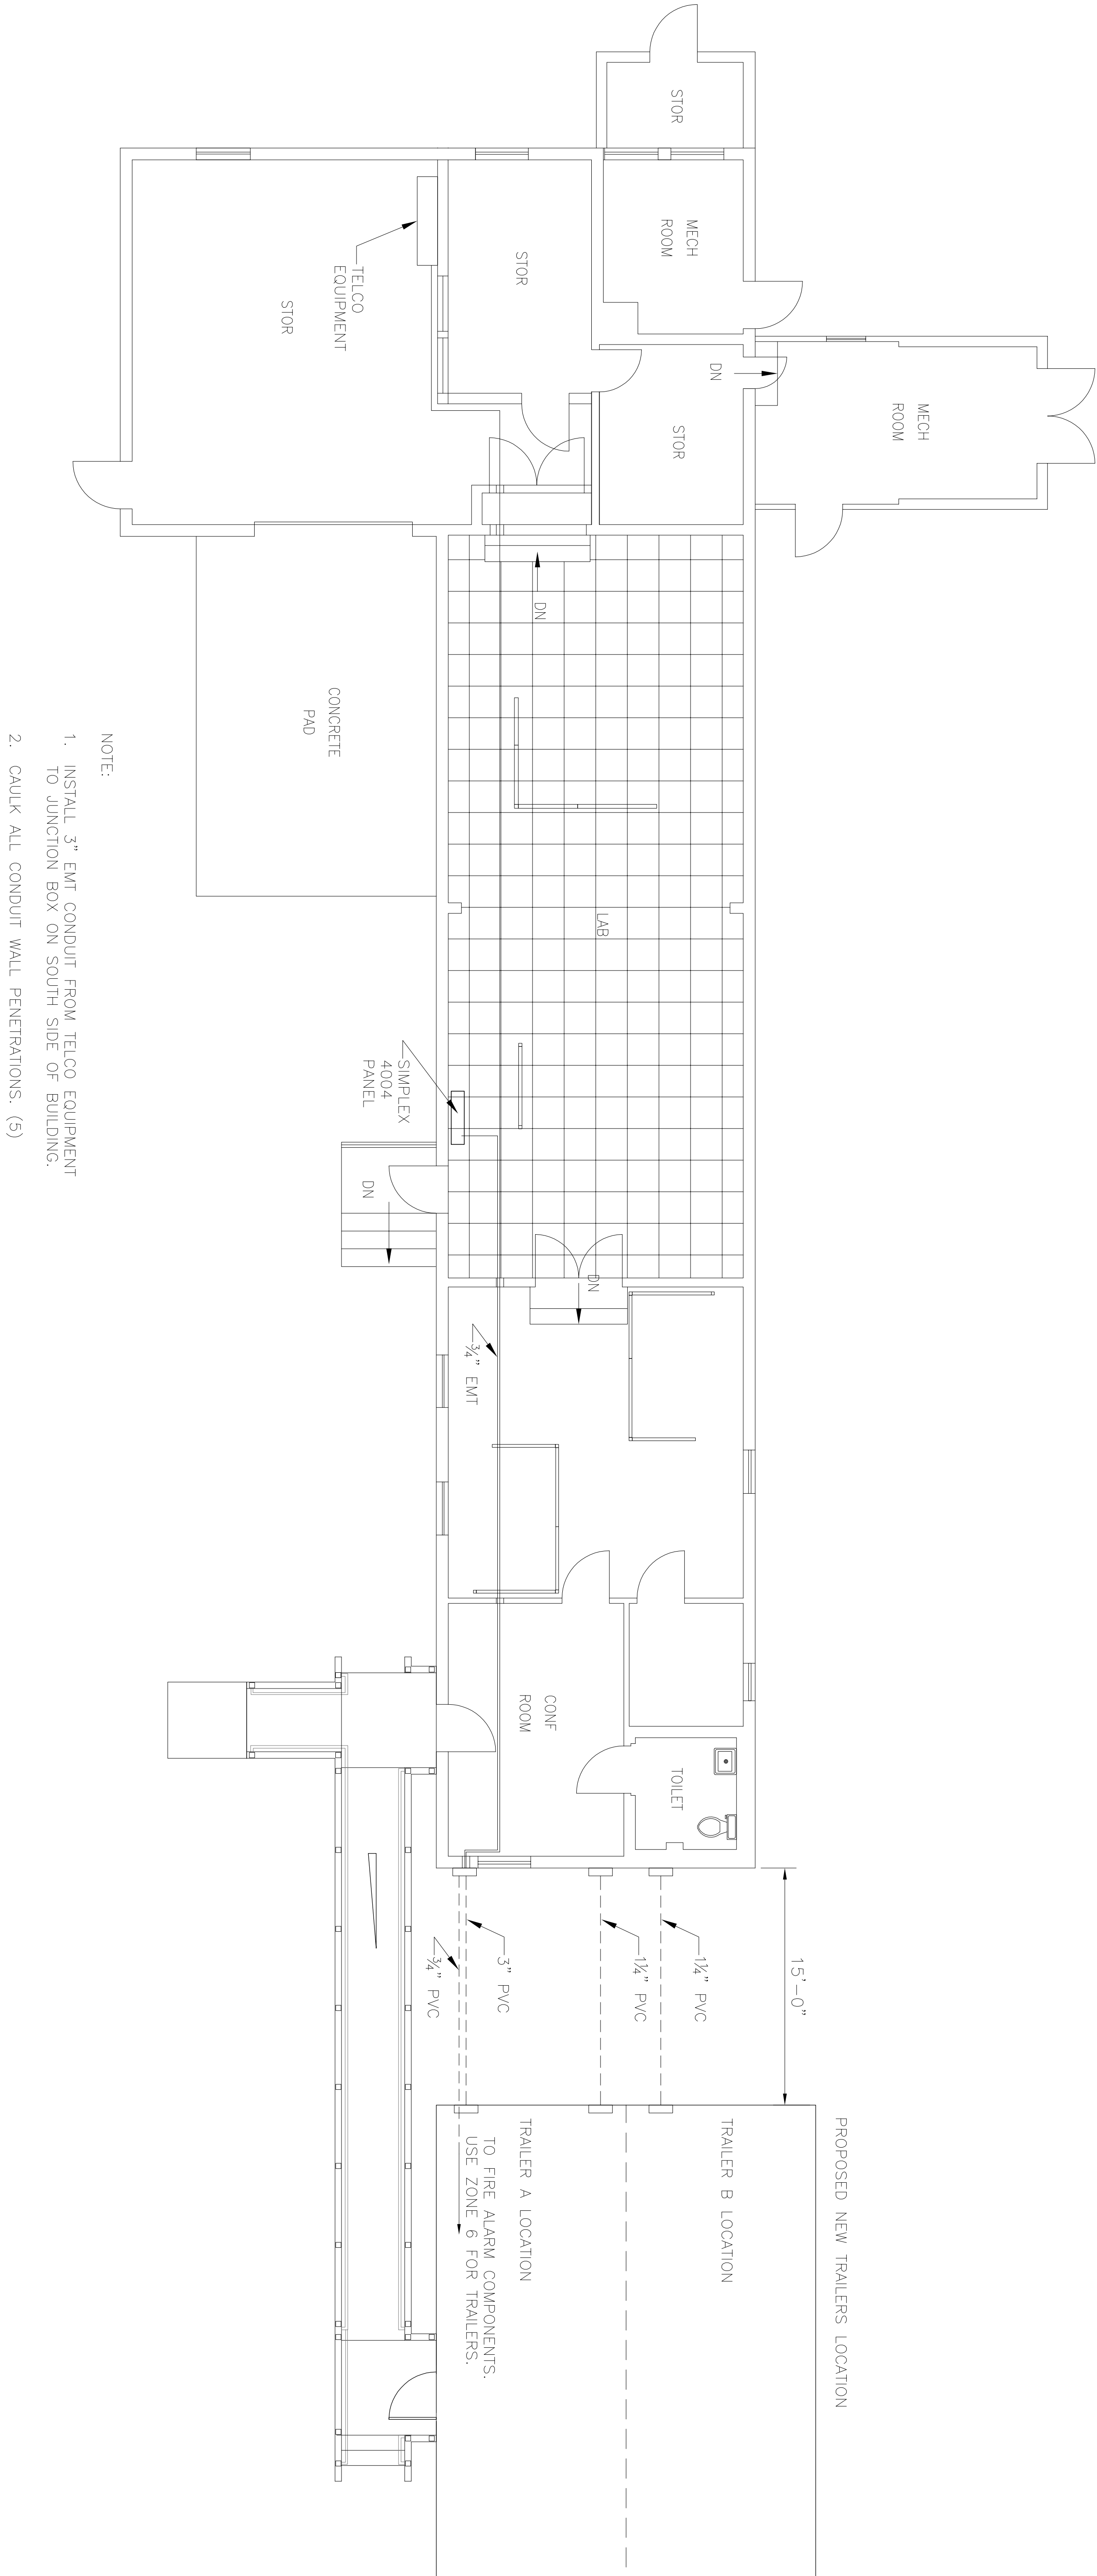 STOR
MECH
ROOM
STOR
TELCO
EQUIPMENT
STOR
MECH
ROOM
DN
STOR
DN
CONCRETE
PAD
LAB
SIMPLEX
4004
PANEL
DN
DN
¾" EMT
CONF
ROOM
TOILET
15'-0"
1¼" PVC
1¼" PVC
3" PVC
¾" PVC
PROPOSED NEW TRAILERS LOCATION
TRAILER B LOCATION
TRAILER A LOCATION
TO FIRE ALARM COMPONENTS.
USE ZONE 6 FOR TRAILERS.
NOTE:
1. INSTALL 3" EMT CONDUIT FROM TELCO EQUIPMENT
TO JUNCTION BOX ON SOUTH SIDE OF BUILDING.
2. CAULK ALL CONDUIT WALL PENETRATIONS. (5)